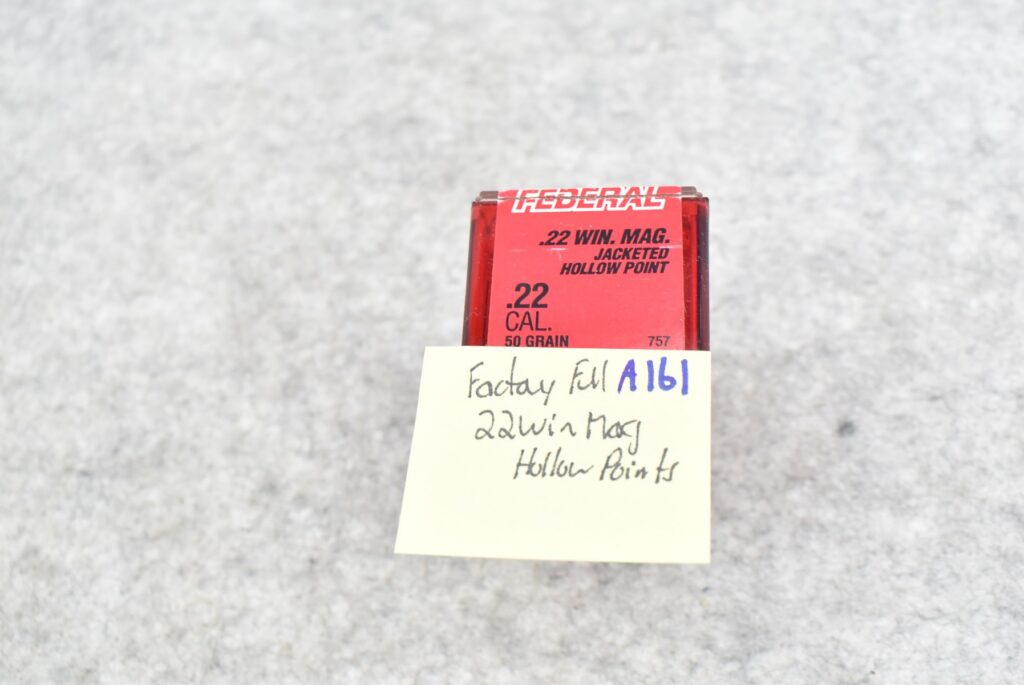 FEDERAL
.22 WIN. MAG.
JACKETED
HOLLOW POINT
.22
CAL.
50 GRAIN 757
Factory Full A161
22 Win Mag
Hollow Points